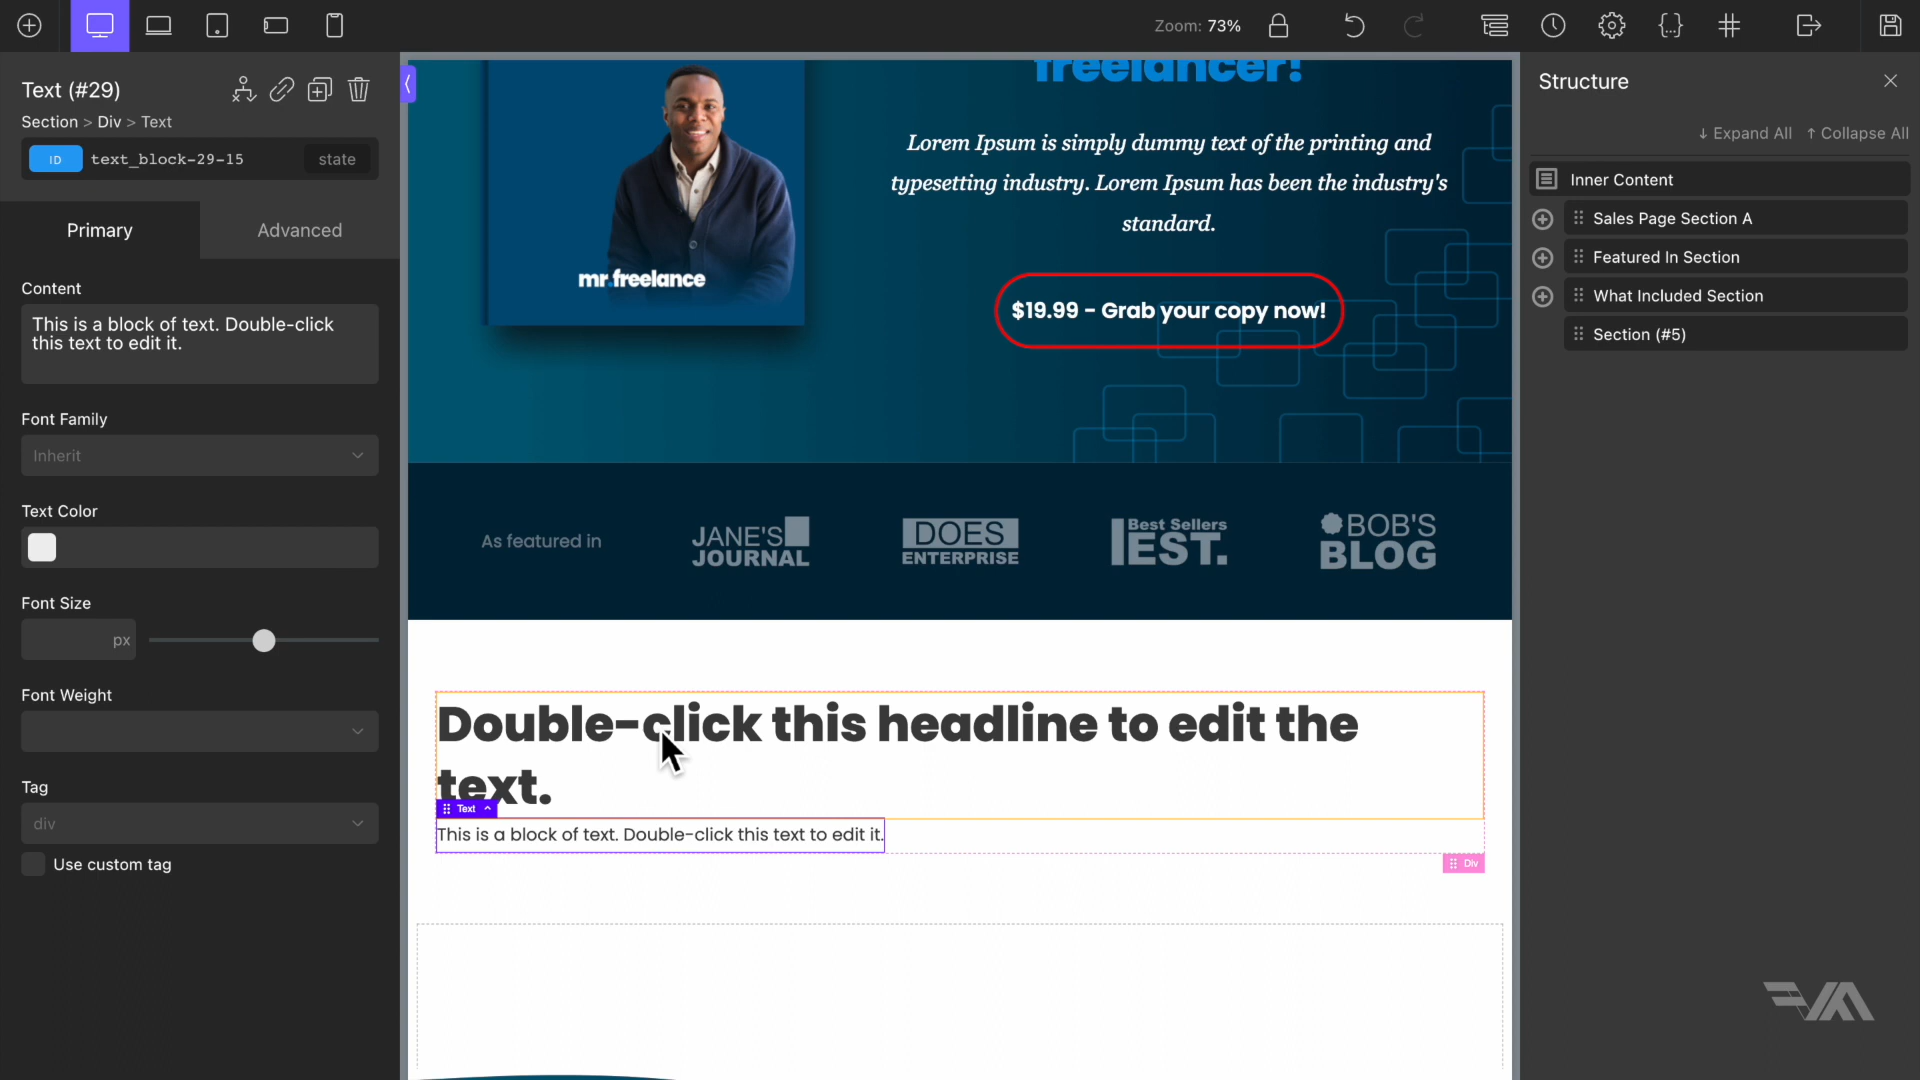 Zoom: 73%
Text (#29)
Section > Div > Text
ID text_block-29-15 state
Primary Advanced
Content
This is a block of text. Double-click
this text to edit it.
Font Family
Inherit
Text Color
Font Size
px
Font Weight
Tag
div
Use custom tag
mr.freelance
freelancer!
Lorem Ipsum is simply dummy text of the printing and
typesetting industry. Lorem Ipsum has been the industry's
standard.
$19.99 - Grab your copy now!
As featured in
JANE'S
JOURNAL
DOES
ENTERPRISE
Best Sellers
EST.
BOB'S
BLOG
Double-click this headline to edit the
text.
Text
This is a block of text. Double-click this text to edit it.
Div
Structure
Expand All Collapse All
Inner Content
Sales Page Section A
Featured In Section
What Included Section
Section (#5)